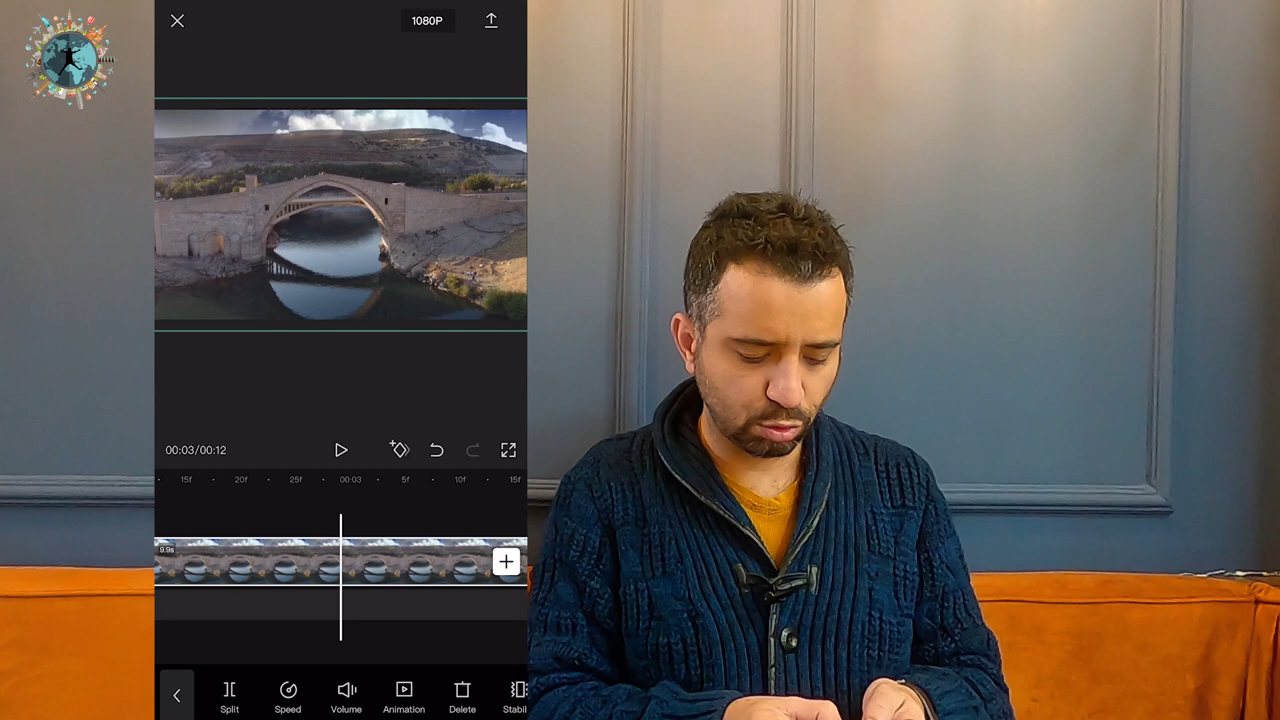 1080P
00:03/00:12
15f 20f 25f 00:03 5f 10f 15f
9.9s
Split Speed Volume Animation Delete Stabil